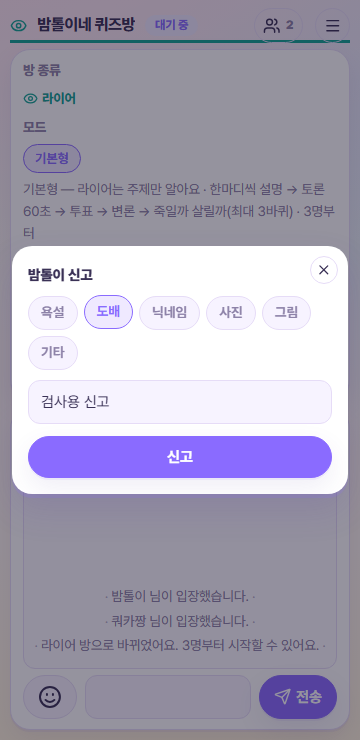 밤톨이네 퀴즈방 대기 중 2
방 종류
라이어
모드
기본형
기본형 — 라이어는 주제만 알아요 · 한마디씩 설명 → 토론
60초 → 투표 → 변론 → 죽일까 살릴까(최대 3바퀴) · 3명부
터
밤톨이 신고
욕설 도배 닉네임 사진 그림
기타
검사용 신고
신고
· 밤톨이 님이 입장했습니다. ·
· 쿼카짱 님이 입장했습니다. ·
· 라이어 방으로 바뀌었어요. 3명부터 시작할 수 있어요. ·
전송